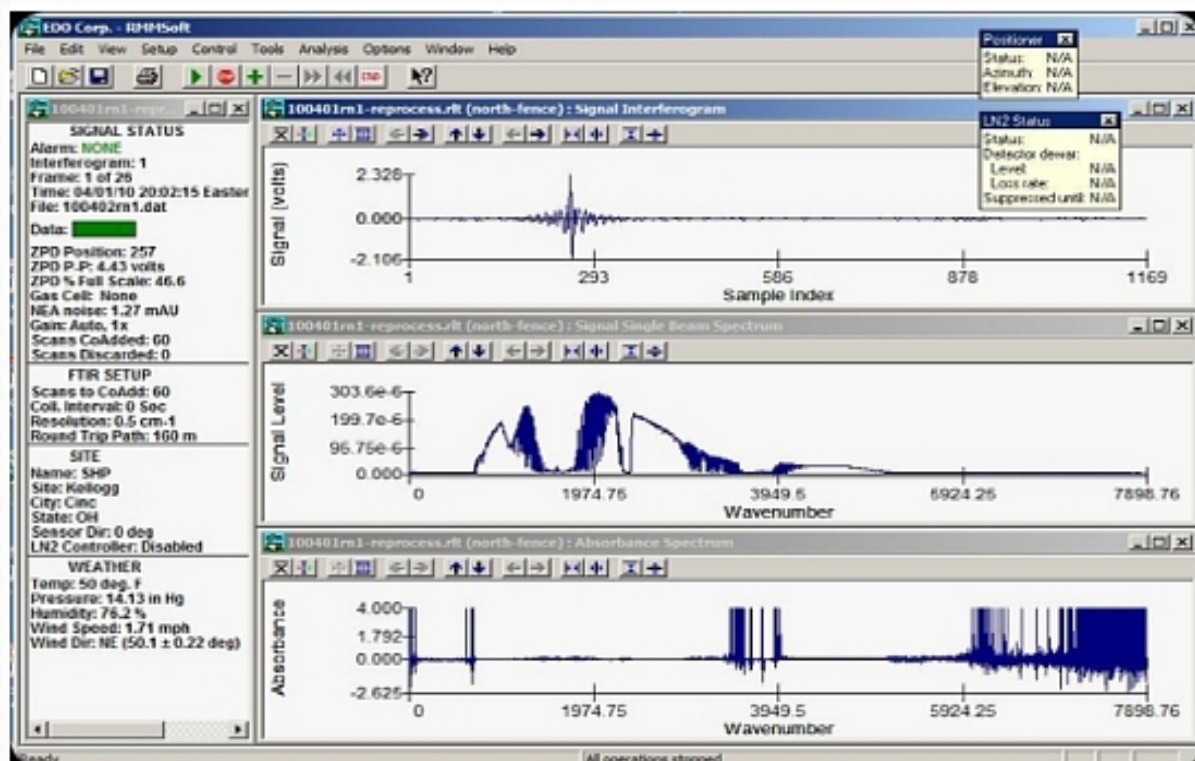 EDO Corp. - RMMSoft
File Edit View Setup Control Tools Analysis Options Window Help
Positioner
Status: N/A
Azimuth: N/A
Elevation: N/A
LN2 Status
Status: N/A
Detector dewar:
Level: N/A
Loss rate: N/A
Suppressed until: N/A
100401rn1-repr...
SIGNAL STATUS
Alarm: NONE
Interferogram: 1
Frame: 1 of 26
Time: 04/01/10 20:02:15 Easter
File: 100402rn1.dat
Data:
ZPD Position: 257
ZPD P-P: 4.43 volts
ZPD % Full Scale: 46.6
Gas Cell: None
NEA noise: 1.27 mAU
Gain: Auto, 1x
Scans CoAdded: 60
Scans Discarded: 0
FTIR SETUP
Scans to CoAdd: 60
Coll. Interval: 0 Sec
Resolution: 0.5 cm-1
Round Trip Path: 160 m
SITE
Name: SHP
Site: Kellogg
City: Cinc
State: OH
Sensor Dir: 0 deg
LN2 Controller: Disabled
WEATHER
Temp: 50 deg. F
Pressure: 14.13 in Hg
Humidity: 76.2 %
Wind Speed: 1.71 mph
Wind Dir: NE (50.1 ± 0.22 deg)
100401rn1-reprocess.rlt (north-fence) : Signal Interferogram
Signal (volts)
2.328
0.000
-2.106
1 293 586 878 1169
Sample Index
100401rn1-reprocess.rlt (north-fence) : Signal Single Beam Spectrum
Signal Level
303.6e-6
199.7e-6
95.75e-6
0.000
0 1974.75 3949.5 5924.25 7898.76
Wavenumber
100401rn1-reprocess.rlt (north-fence) : Absorbance Spectrum
Absorbance
4.000
1.792
0.000
-2.625
0 1974.75 3949.5 5924.25 7898.76
Wavenumber
Ready
All operations stopped